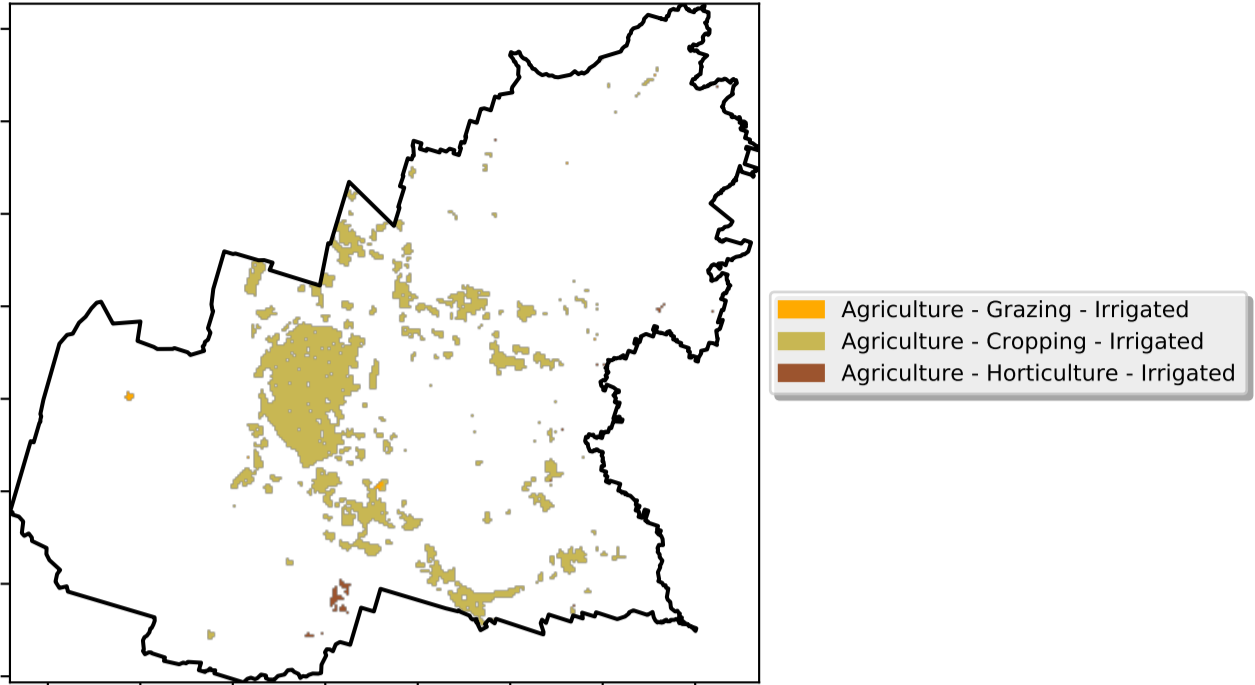 Agriculture - Grazing - Irrigated
Agriculture - Cropping - Irrigated
Agriculture - Horticulture - Irrigated